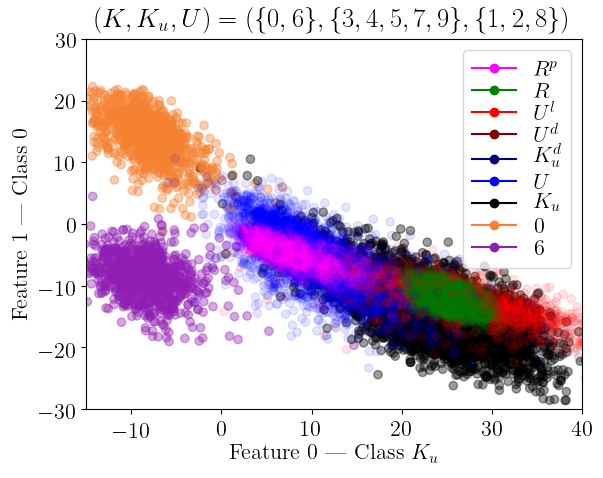 (K, K_u, U) = ({0, 6}, {3, 4, 5, 7, 9}, {1, 2, 8})
30
20
10
0
−10
−20
−30
Feature 1 — Class 0
R^p
R
U^l
U^d
K_u^d
U
K_u
0
6
−10
0
10
20
30
40
Feature 0 — Class K_u